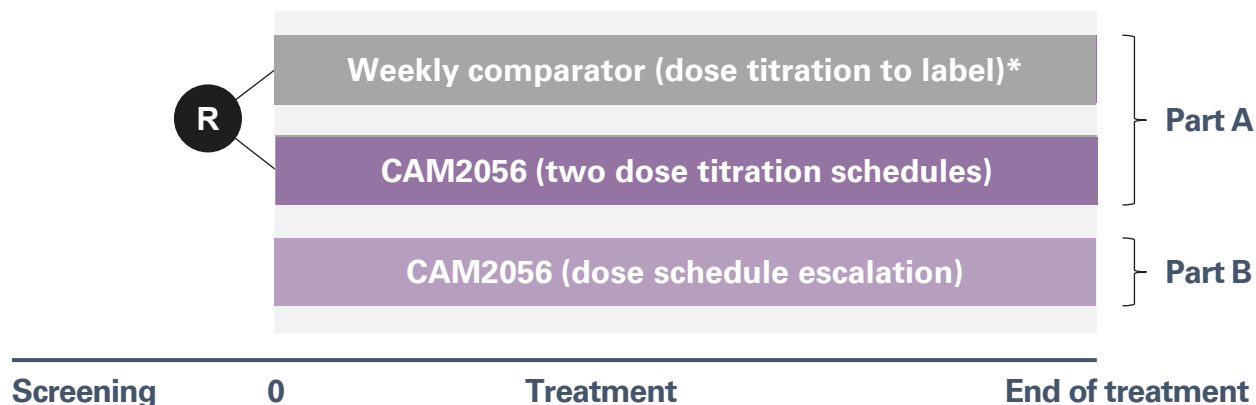 Weekly comparator (dose titration to label)*
R
Part A
CAM2056 (two dose titration schedules)
CAM2056 (dose schedule escalation)
Part B
Screening 0 Treatment End of treatment